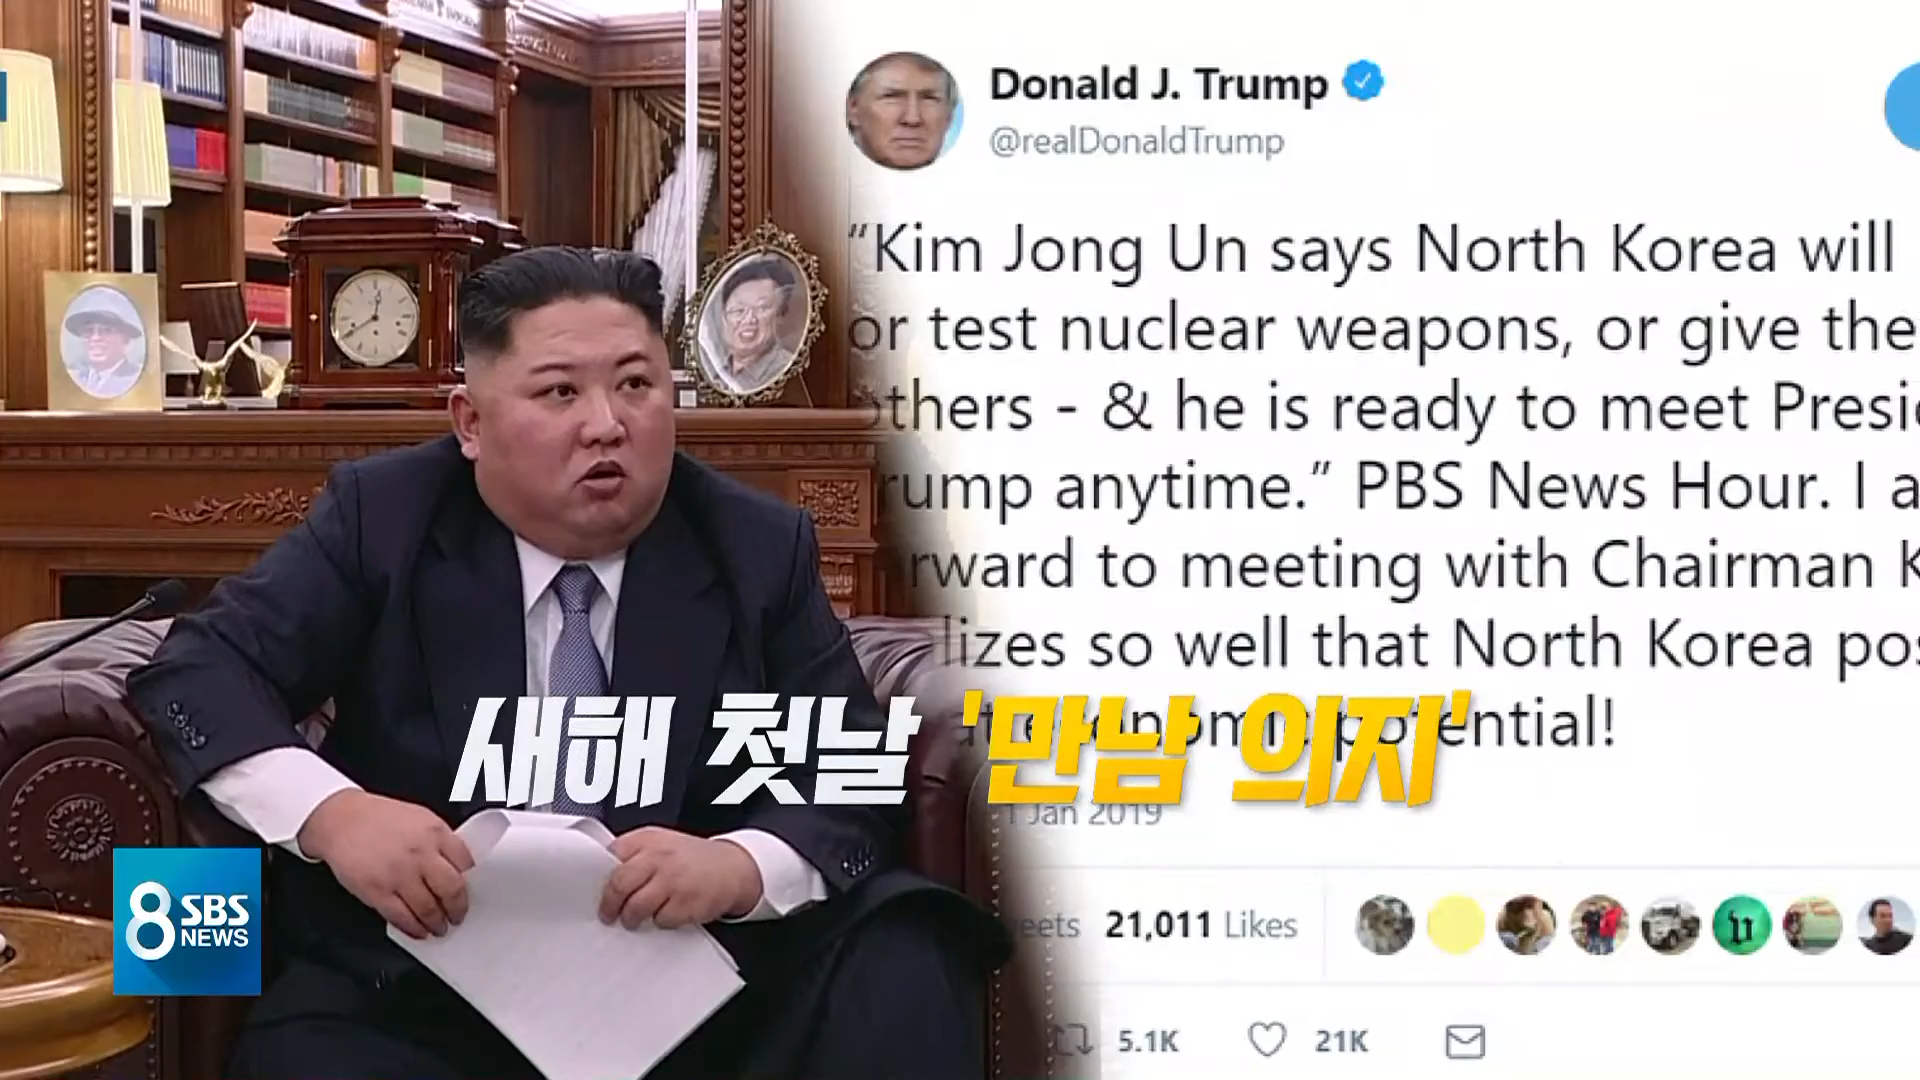 Donald J. Trump
@realDonaldTrump
“Kim Jong Un says North Korea will
or test nuclear weapons, or give the
others - & he is ready to meet
rump anytime.” PBS News Hour. I
rward to meeting with Chairman
lizes so well that North Korea
ential!
새해 첫날 '만남 의지'
1 Jan 2019
21,011 Likes
8 SBS
NEWS
5.1K 21K